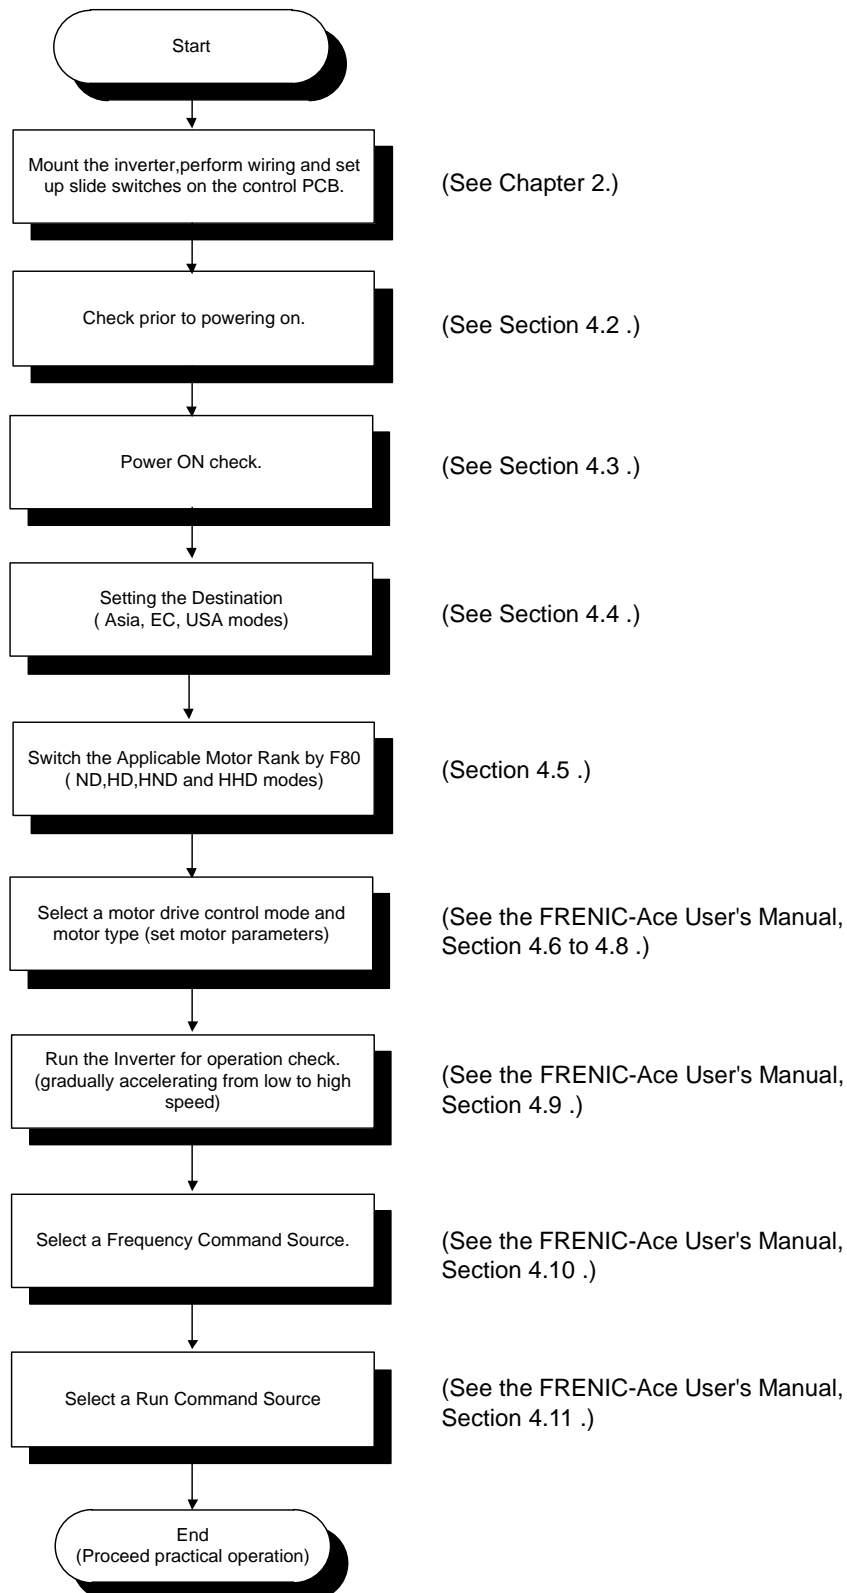 Start
Mount the inverter,perform wiring and set
up slide switches on the control PCB.
(See Chapter 2.)
Check prior to powering on.
(See Section 4.2 .)
Power ON check.
(See Section 4.3 .)
Setting the Destination
( Asia, EC, USA modes)
(See Section 4.4 .)
Switch the Applicable Motor Rank by F80
( ND,HD,HND and HHD modes)
(Section 4.5 .)
Select a motor drive control mode and
motor type (set motor parameters)
(See the FRENIC-Ace User's Manual,
Section 4.6 to 4.8 .)
Run the Inverter for operation check.
(gradually accelerating from low to high
speed)
(See the FRENIC-Ace User's Manual,
Section 4.9 .)
Select a Frequency Command Source.
(See the FRENIC-Ace User's Manual,
Section 4.10 .)
Select a Run Command Source
(See the FRENIC-Ace User's Manual,
Section 4.11 .)
End
(Proceed practical operation)